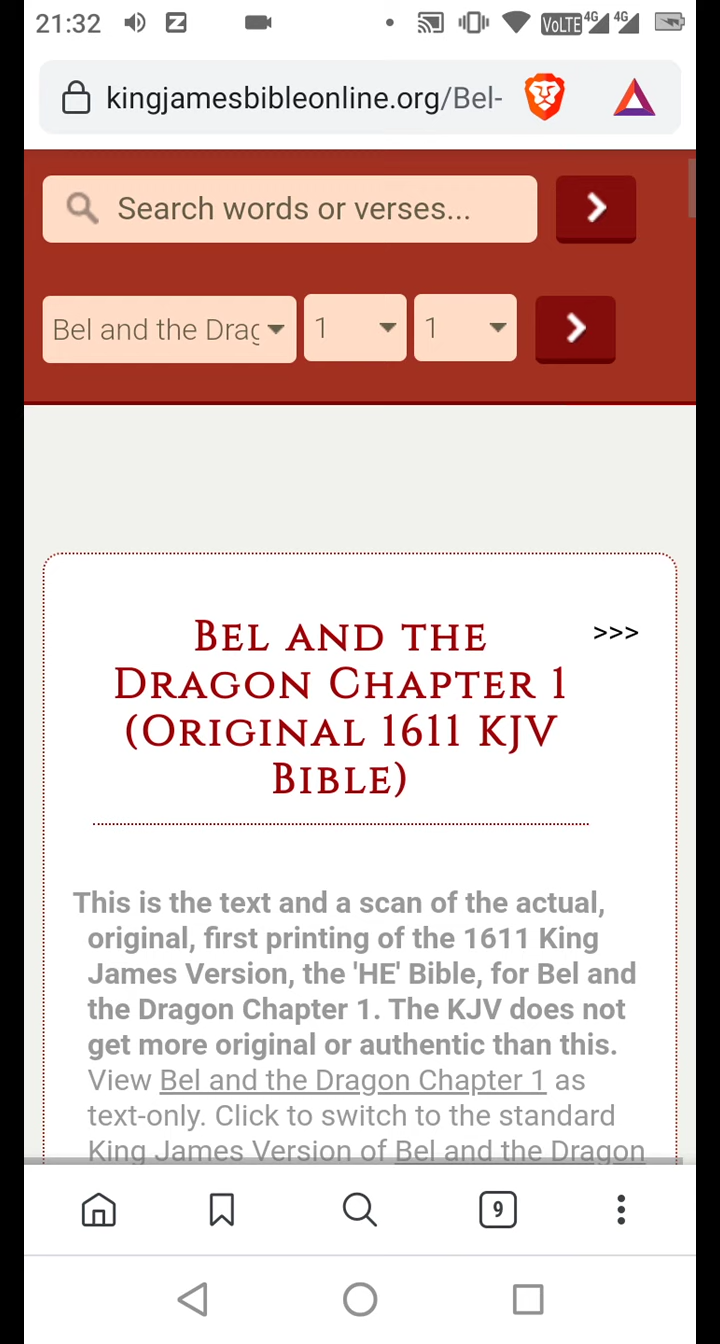 21:32 VoLTE 4G 4G
kingjamesbibleonline.org/Bel-
Search words or verses...
Bel and the Drag 1 1
Bel and the >>>
Dragon Chapter 1
(Original 1611 KJV
Bible)
This is the text and a scan of the actual,
original, first printing of the 1611 King
James Version, the 'HE' Bible, for Bel and
the Dragon Chapter 1. The KJV does not
get more original or authentic than this.
View Bel and the Dragon Chapter 1 as
text-only. Click to switch to the standard
King James Version of Bel and the Dragon
9